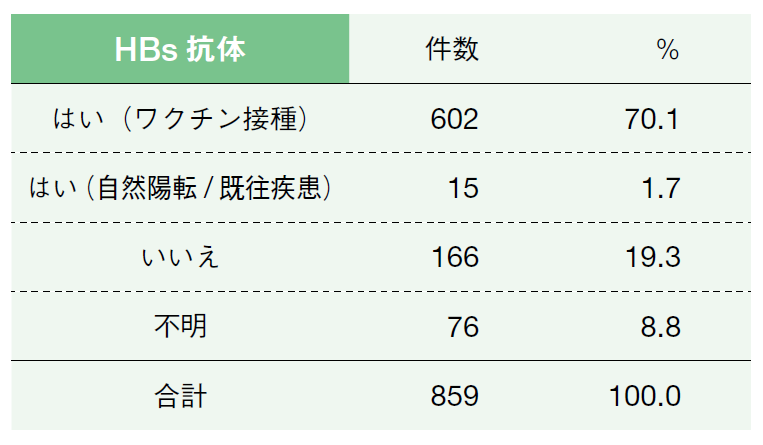 HBs 抗体 件数 %
はい（ワクチン接種） 602 70.1
はい（自然陽転 / 既往疾患） 15 1.7
いいえ 166 19.3
不明 76 8.8
合計 859 100.0